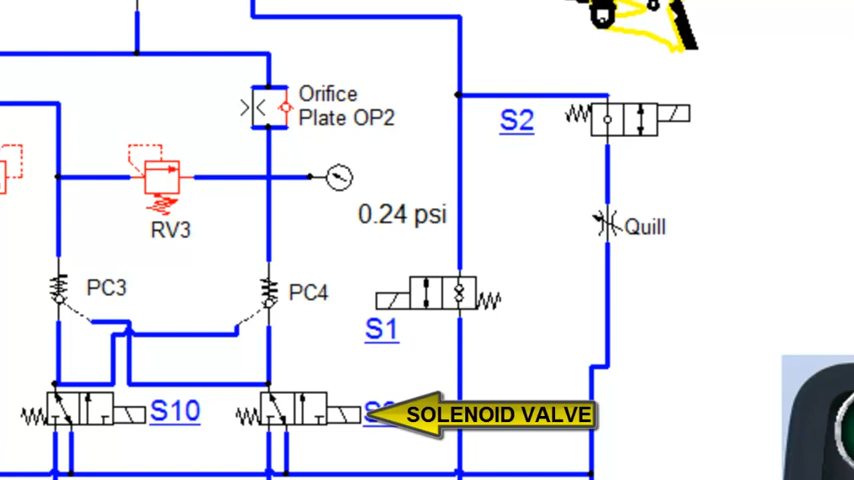 Orifice
Plate OP2
S2
RV3
0.24 psi
Quill
PC3
PC4
S1
S10
SOLENOID VALVE